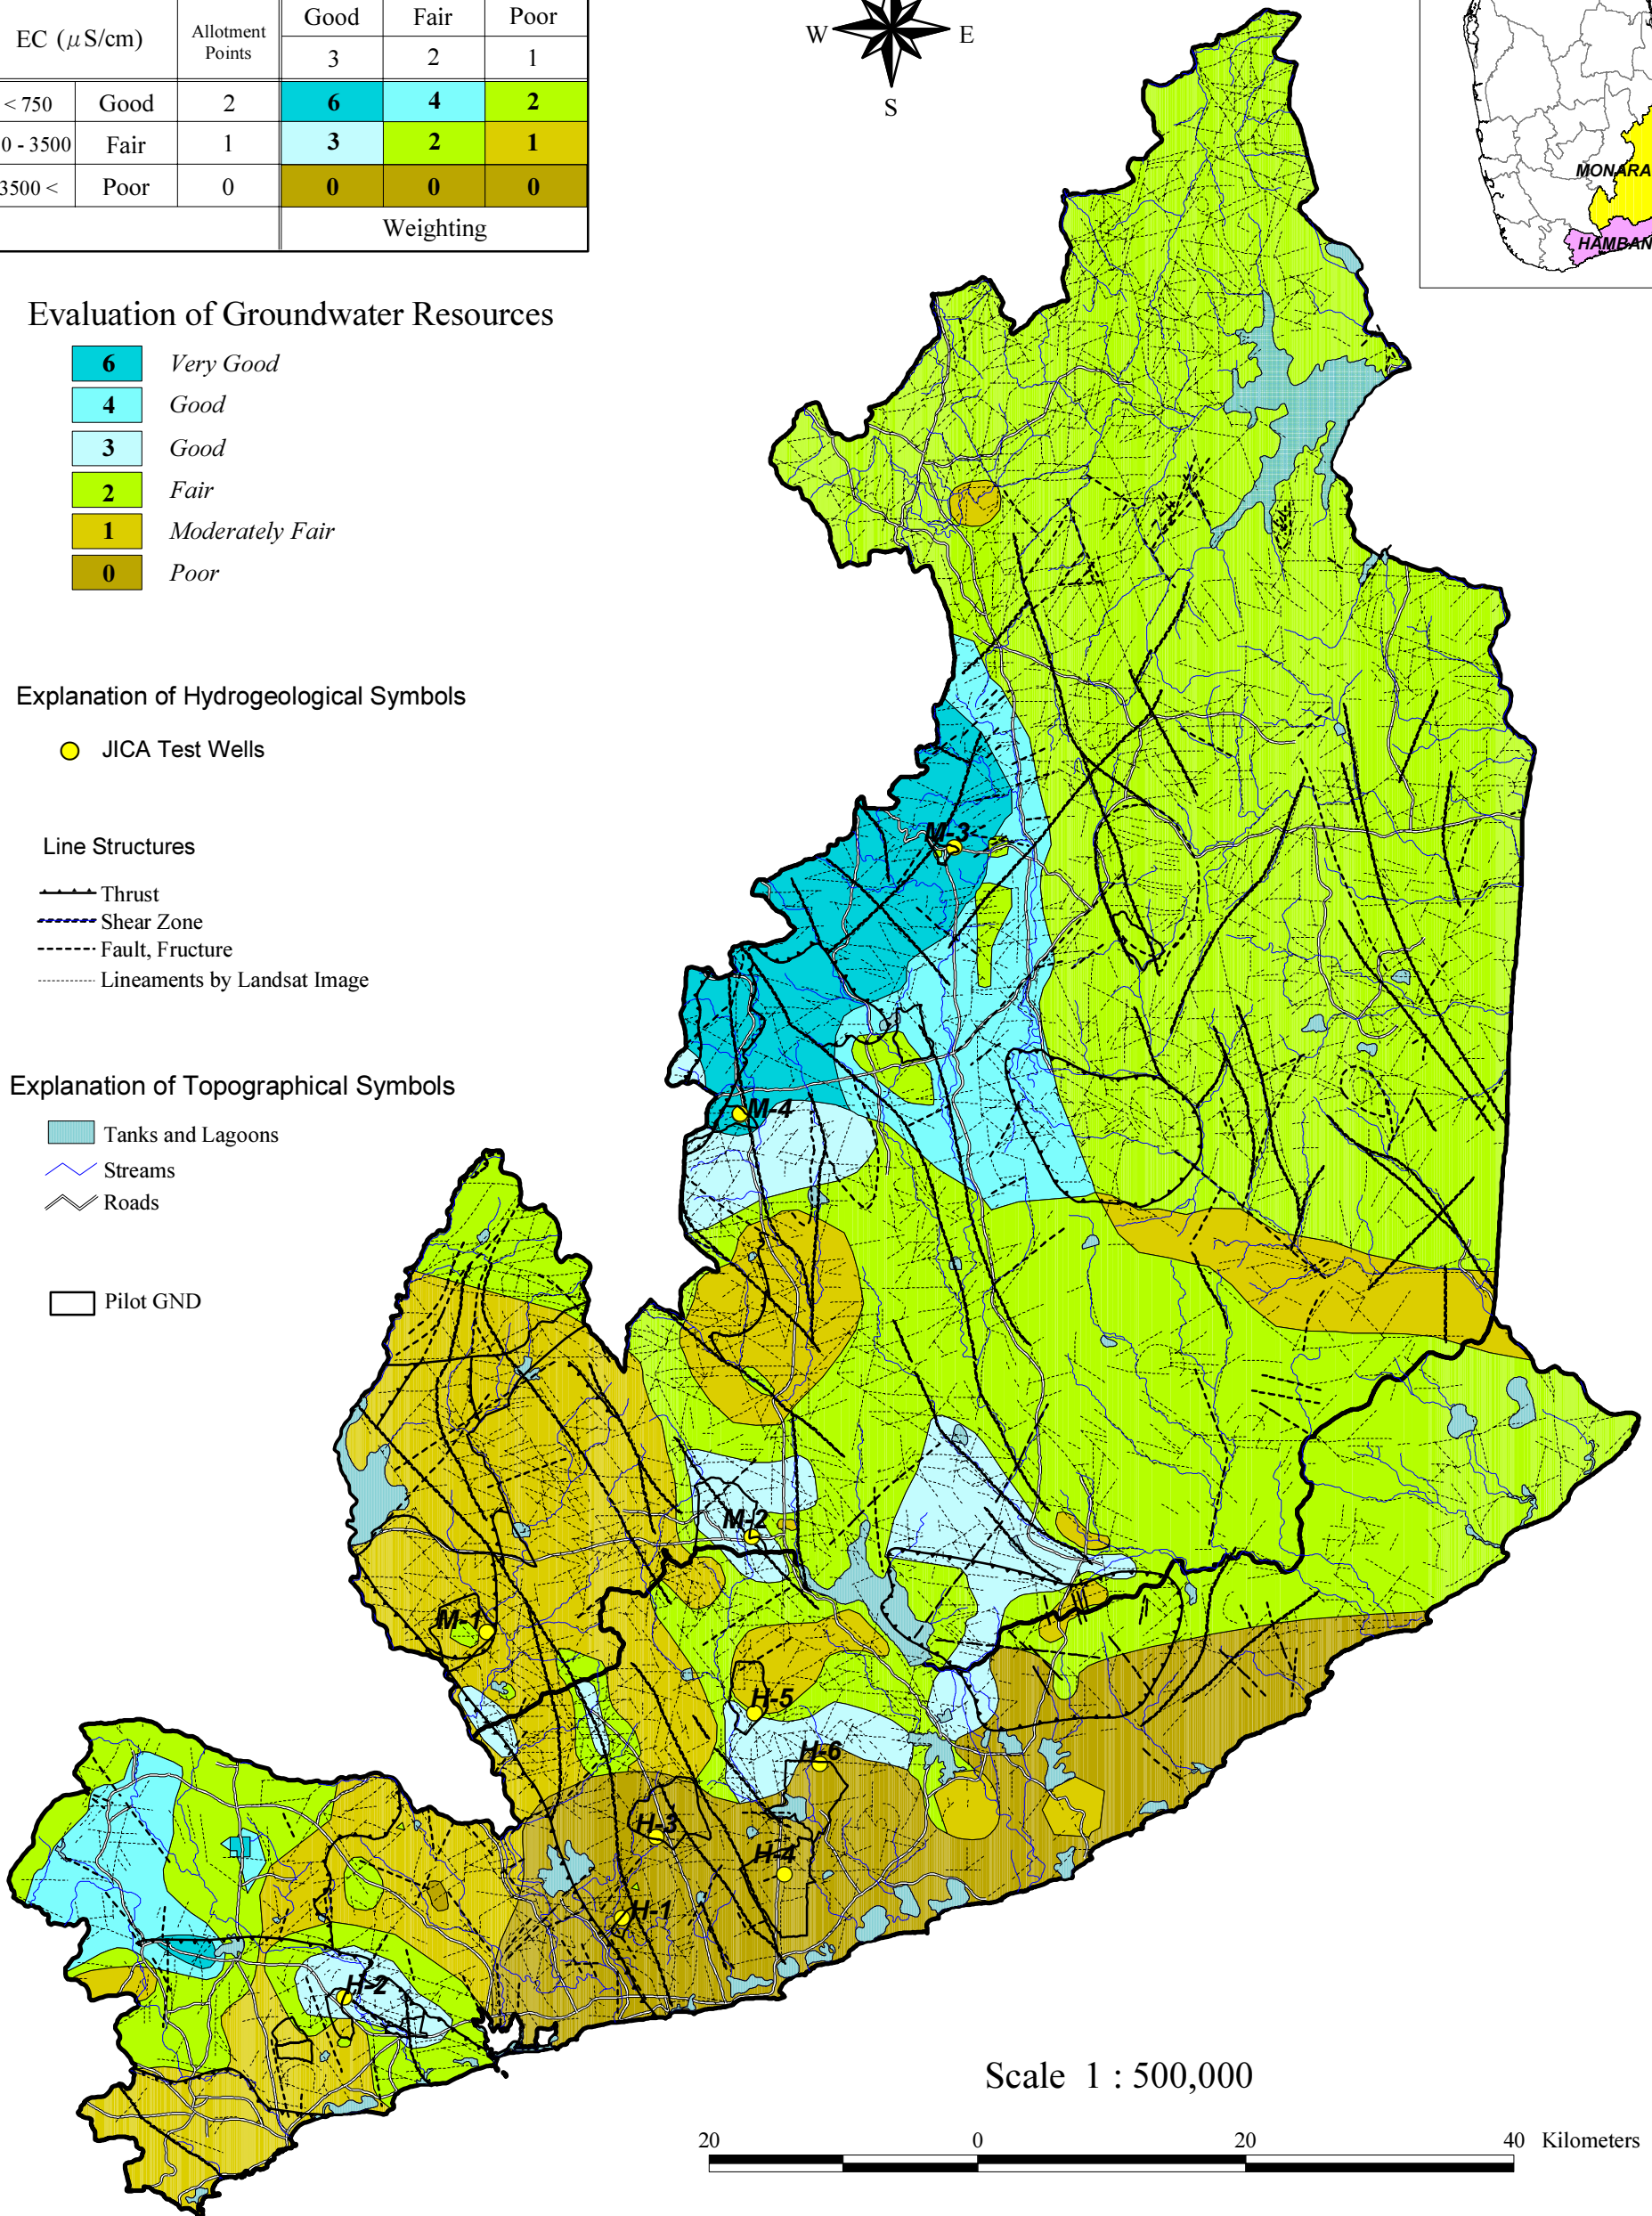 Good Fair Poor
EC (μS/cm) Allotment Points
3 2 1
< 750 Good 2 6 4 2
0 - 3500 Fair 1 3 2 1
3500 < Poor 0 0 0 0
Weighting
W E
S
MONARA
HAMBAN
Evaluation of Groundwater Resources
6 Very Good
4 Good
3 Good
2 Fair
1 Moderately Fair
0 Poor
Explanation of Hydrogeological Symbols
JICA Test Wells
Line Structures
Thrust
Shear Zone
Fault, Fructure
Lineaments by Landsat Image
Explanation of Topographical Symbols
Tanks and Lagoons
Streams
Roads
Pilot GND
M-3
M-4
M-2
M-1
H-5
H-6
H-3
H-4
H-1
H-2
Scale 1 : 500,000
20 0 20 40 Kilometers